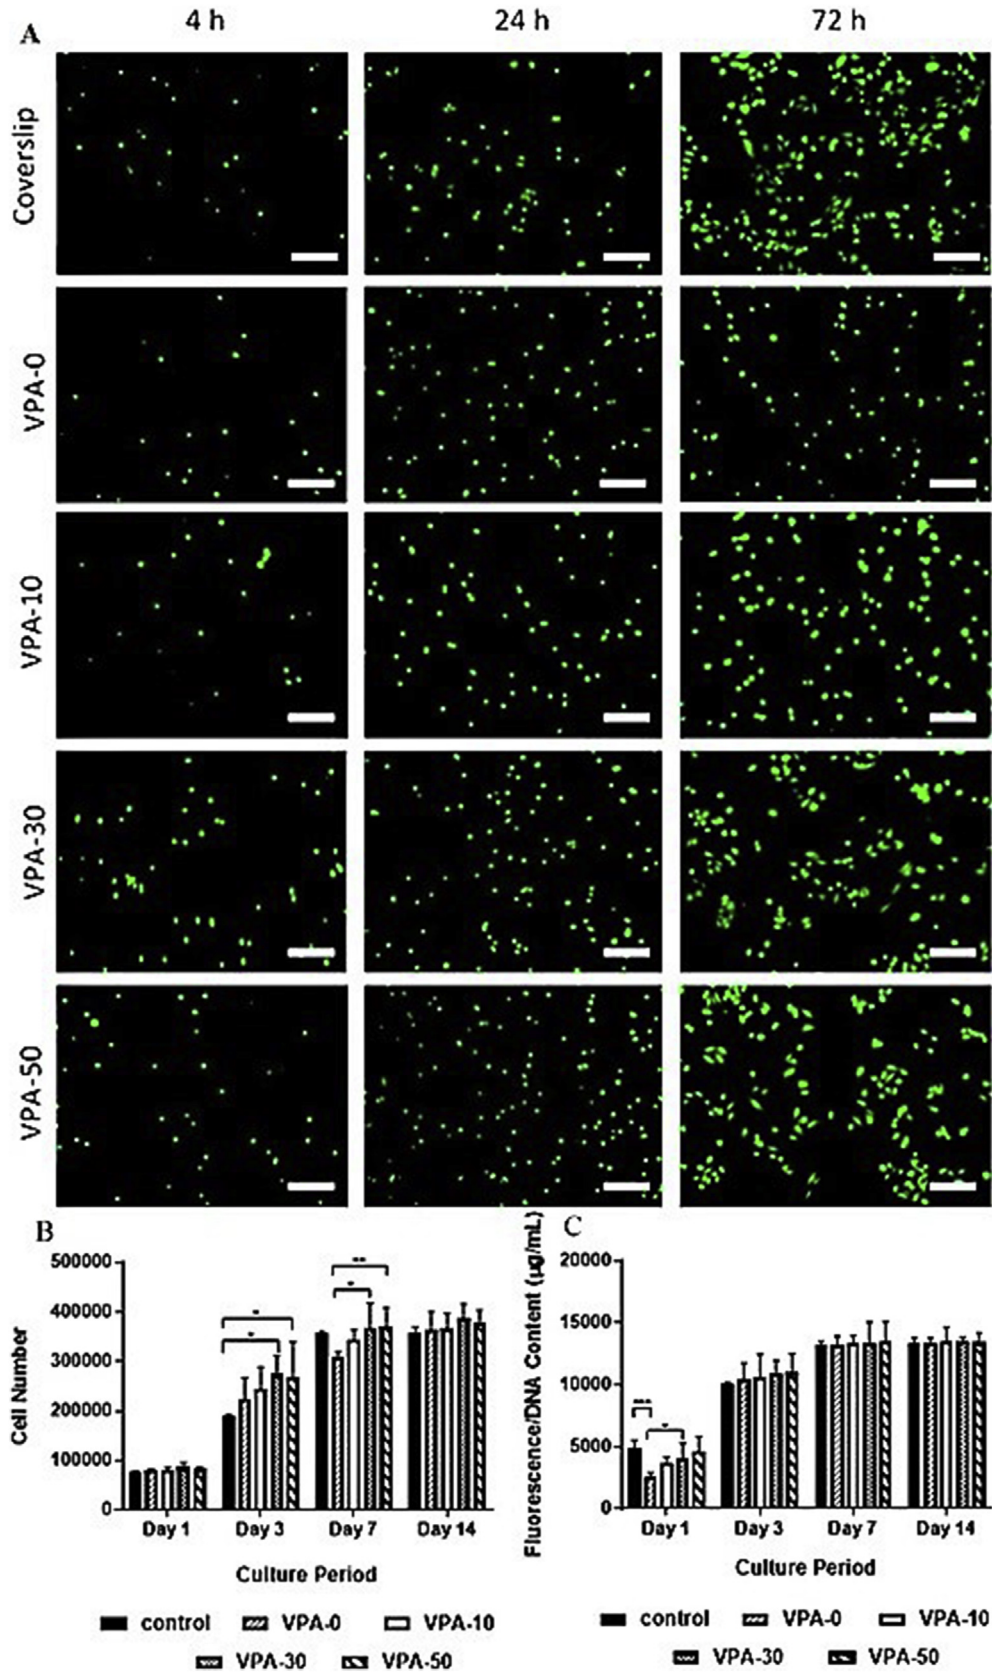 A 4 h 24 h 72 h
Coverslip
VPA-0
VPA-10
VPA-30
VPA-50
B
Cell Number
500000
400000
300000
200000
100000
0
*
*
*
**
Day 1 Day 3 Day 7 Day 14
Culture Period
control VPA-0 VPA-10
VPA-30 VPA-50
C
Fluorescence/DNA Content (μg/mL)
20000
15000
10000
5000
0
***
*
Day 1 Day 3 Day 7 Day 14
Culture Period
control VPA-0 VPA-10
VPA-30 VPA-50